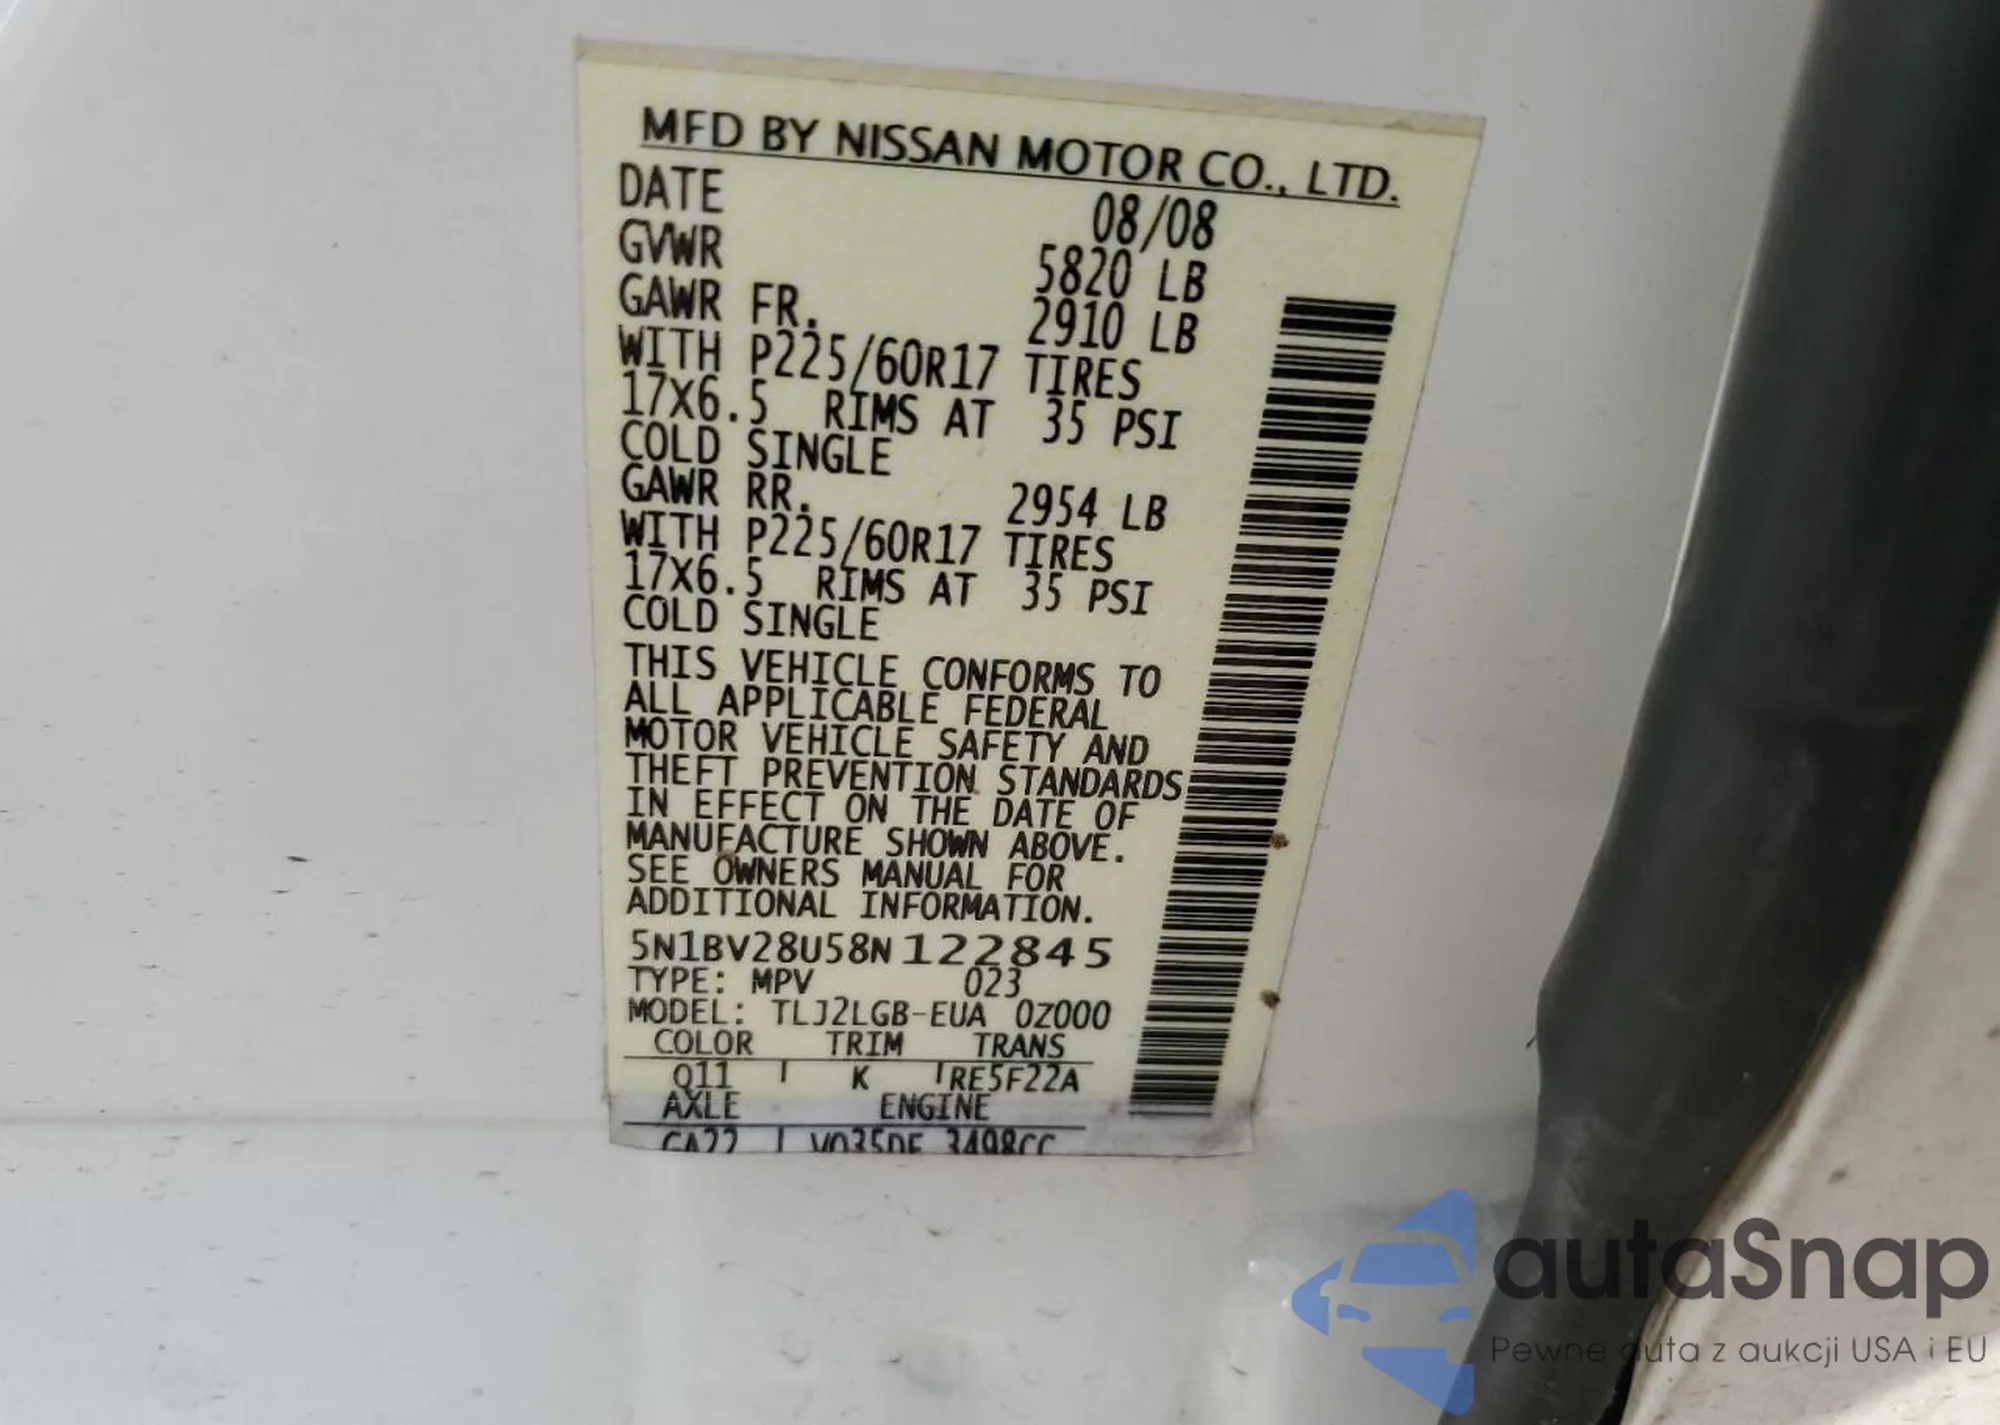 MFD BY NISSAN MOTOR CO., LTD.
DATE 08/08
GVWR 5820 LB
GAWR FR. 2910 LB
WITH P225/60R17 TIRES
17X6.5 RIMS AT 35 PSI
COLD SINGLE
GAWR RR. 2954 LB
WITH P225/60R17 TIRES
17X6.5 RIMS AT 35 PSI
COLD SINGLE
THIS VEHICLE CONFORMS TO
ALL APPLICABLE FEDERAL
MOTOR VEHICLE SAFETY AND
THEFT PREVENTION STANDARDS
IN EFFECT ON THE DATE OF
MANUFACTURE SHOWN ABOVE.
SEE OWNERS MANUAL FOR
ADDITIONAL INFORMATION.
5N1BV28U58N122845
TYPE: MPV 023
MODEL: TLJ2LGB-EUA 0Z000
COLOR TRIM TRANS
Q11 K RE5F22A
AXLE ENGINE
GA22 VQ35DE 3498CC
autaSnap
Pewne auta z aukcji USA i EU